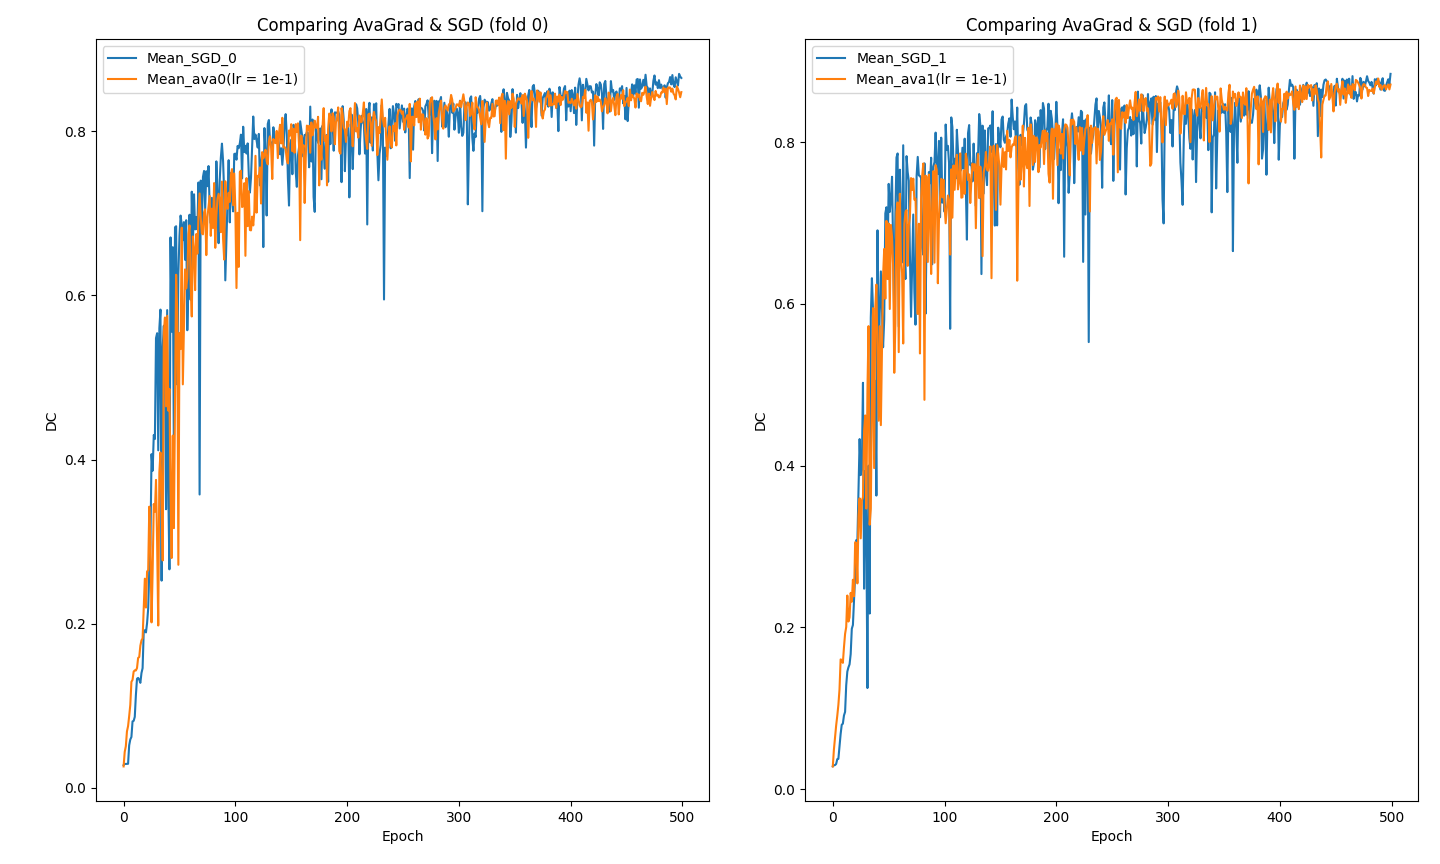 Comparing AvaGrad & SGD (fold 0)
Mean_SGD_0
Mean_ava0(lr = 1e-1)
DC
0.8
0.6
0.4
0.2
0.0
0 100 200 300 400 500
Epoch
Comparing AvaGrad & SGD (fold 1)
Mean_SGD_1
Mean_ava1(lr = 1e-1)
DC
0.8
0.6
0.4
0.2
0.0
0 100 200 300 400 500
Epoch